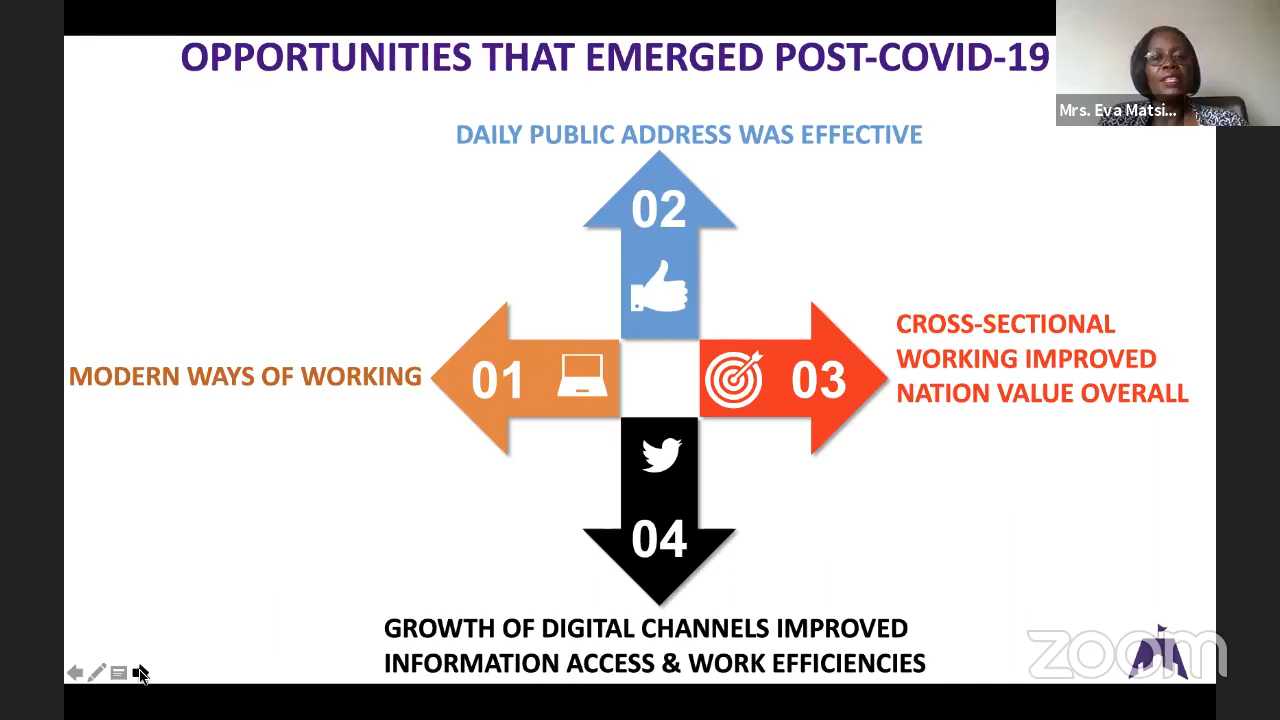 OPPORTUNITIES THAT EMERGED POST-COVID-19
Mrs. Eva Matsi...
DAILY PUBLIC ADDRESS WAS EFFECTIVE
02
MODERN WAYS OF WORKING
01
03
CROSS-SECTIONAL
WORKING IMPROVED
NATION VALUE OVERALL
04
GROWTH OF DIGITAL CHANNELS IMPROVED
INFORMATION ACCESS & WORK EFFICIENCIES
zoom